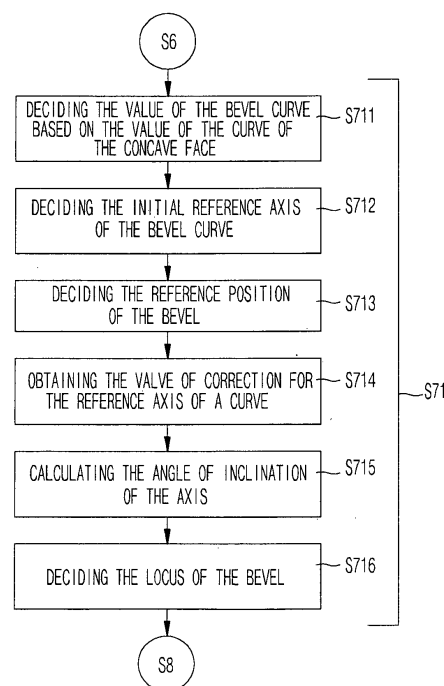 S6
DECIDING THE VALUE OF THE BEVEL CURVE
BASED ON THE VALUE OF THE CURVE OF
THE CONCAVE FACE
S711
DECIDING THE INITIAL REFERENCE AXIS
OF THE BEVEL CURVE
S712
DECIDING THE REFERENCE POSITION
OF THE BEVEL
S713
OBTAINING THE VALVE OF CORRECTION FOR
THE REFERENCE AXIS OF A CURVE
S714
S71
CALCULATING THE ANGLE OF INCLINATION
OF THE AXIS
S715
DECIDING THE LOCUS OF THE BEVEL
S716
S8